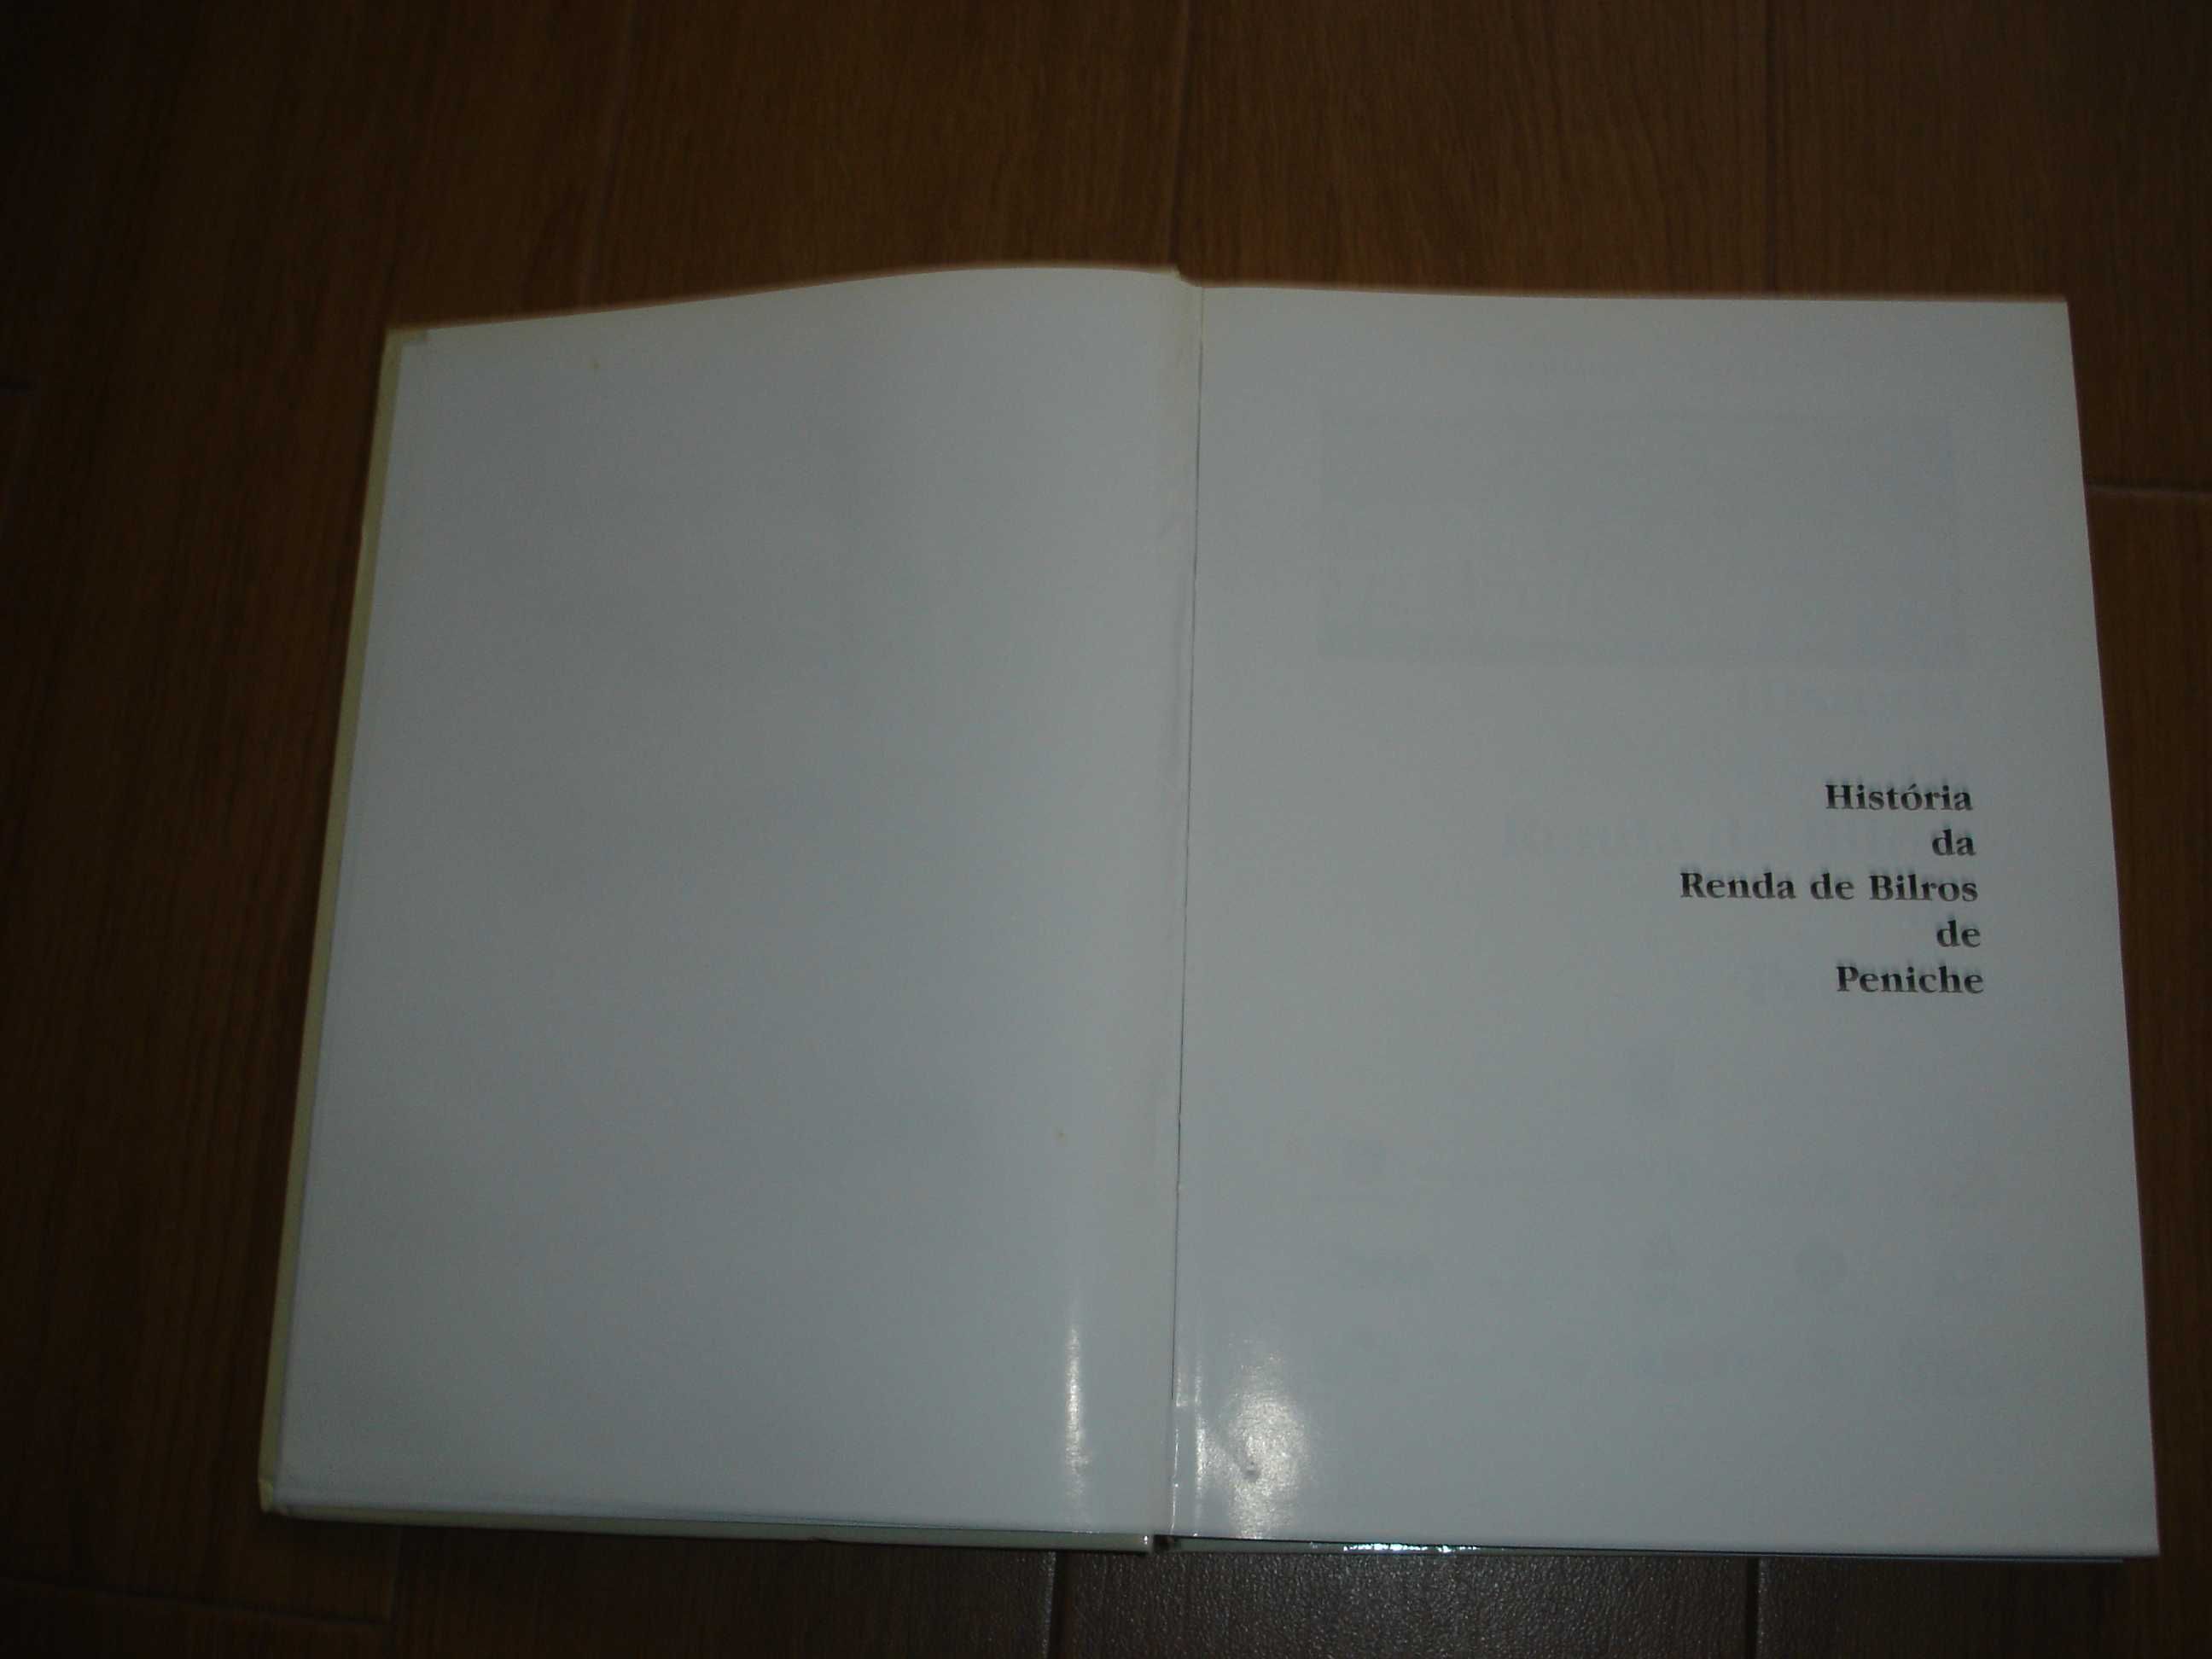 História
da
Renda de Bilros
de
Peniche